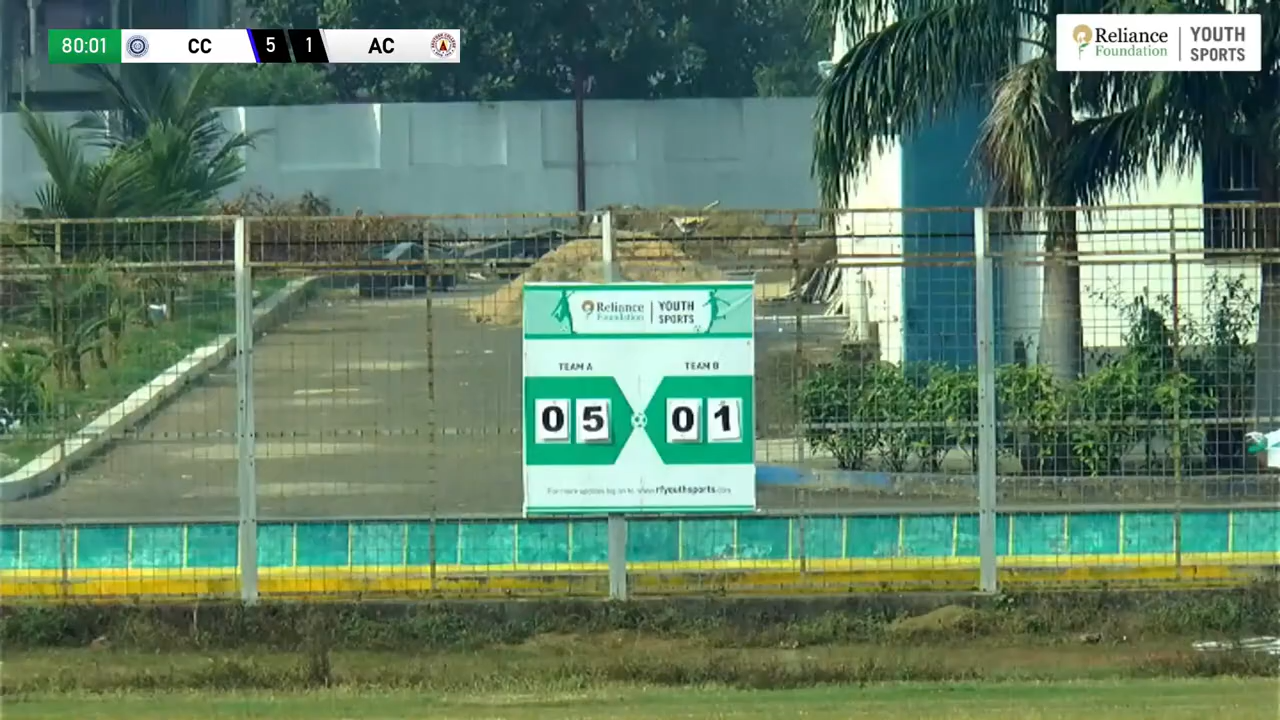 80:01 CC 5 1 AC
Reliance Foundation | YOUTH SPORTS
Reliance Foundation | YOUTH SPORTS
TEAM A TEAM B
05 01
For more updates log on to www.rfyouthsports.com